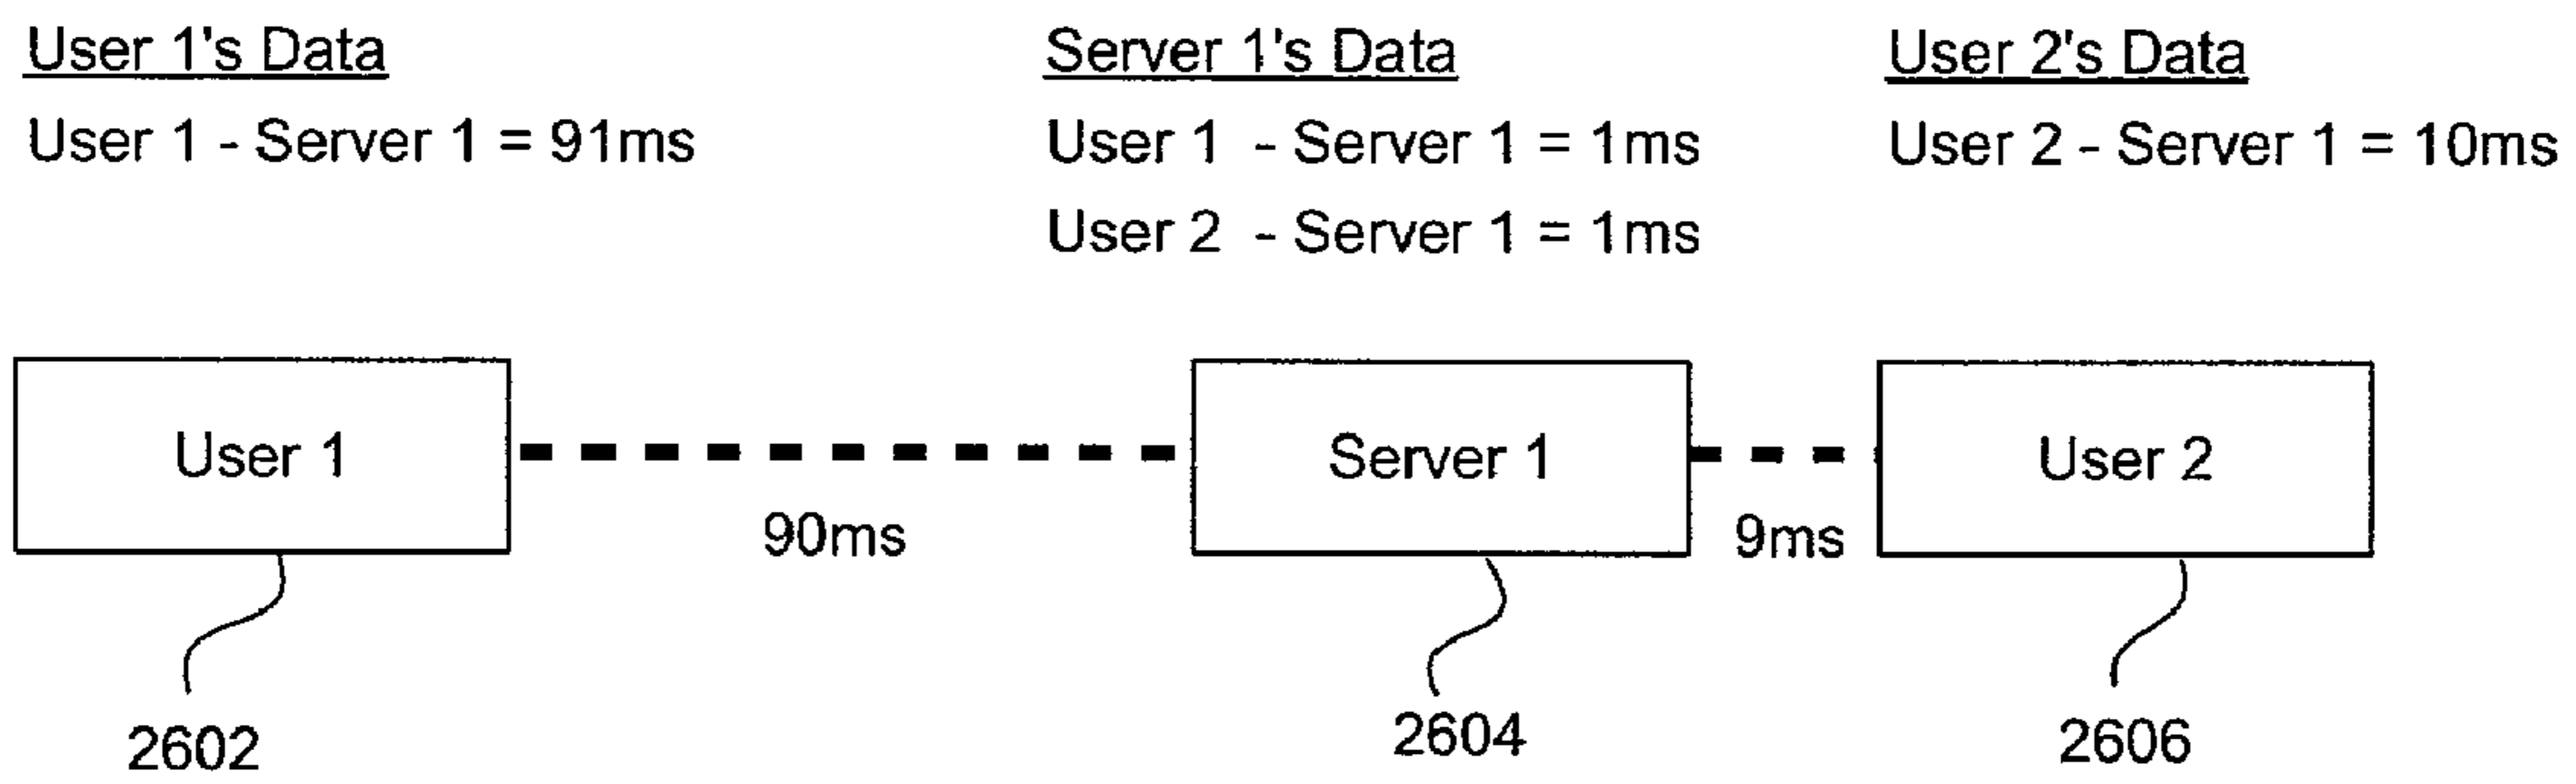 User 1's Data
User 1 - Server 1 = 91ms
Server 1's Data
User 1 - Server 1 = 1ms
User 2 - Server 1 = 1ms
User 2's Data
User 2 - Server 1 = 10ms
User 1
90ms
Server 1
9ms
User 2
2602
2604
2606